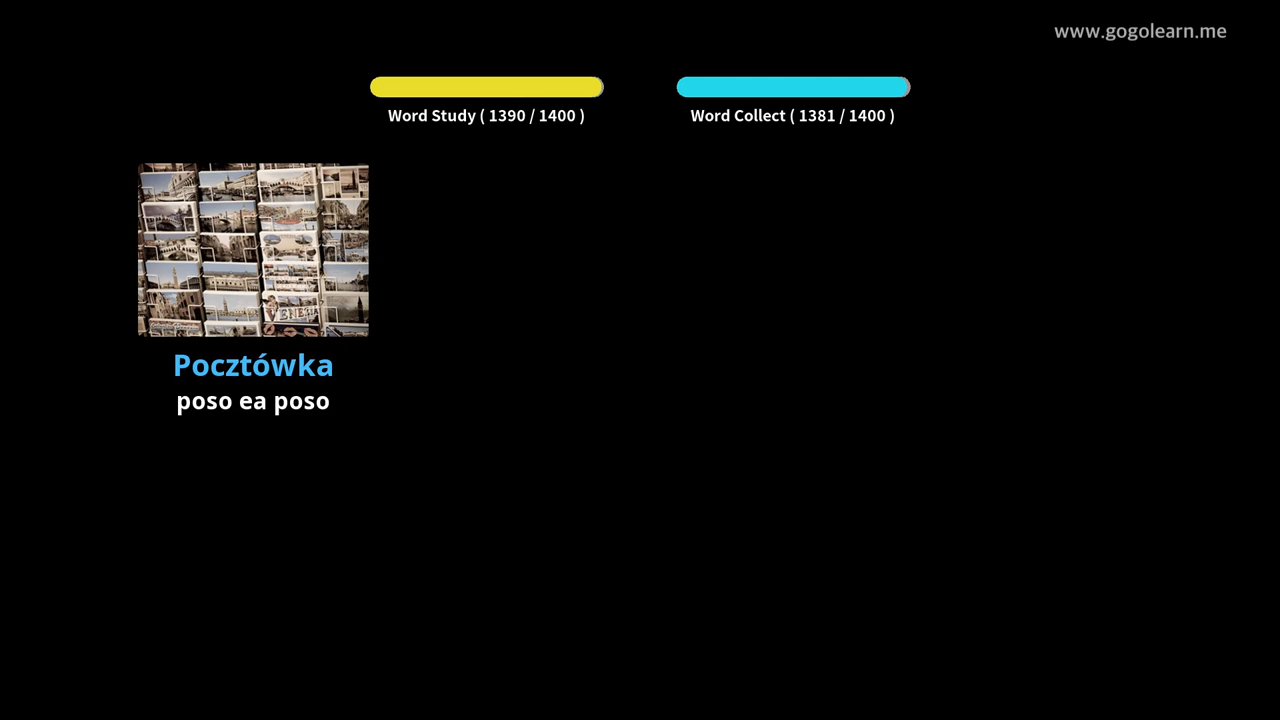 www.gogolearn.me
Word Study ( 1390 / 1400 )
Word Collect ( 1381 / 1400 )
Pocztówka
poso ea poso